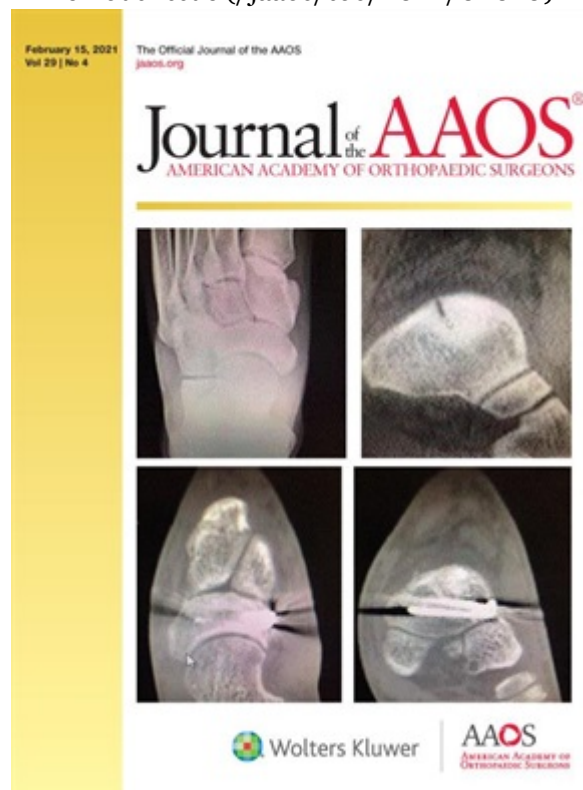 February 15, 2021
Vol 29 | No 4
The Official Journal of the AAOS
jaaos.org
Journal of the AAOS®
AMERICAN ACADEMY OF ORTHOPAEDIC SURGEONS
Wolters Kluwer
AAOS
AMERICAN ACADEMY OF
ORTHOPAEDIC SURGEONS